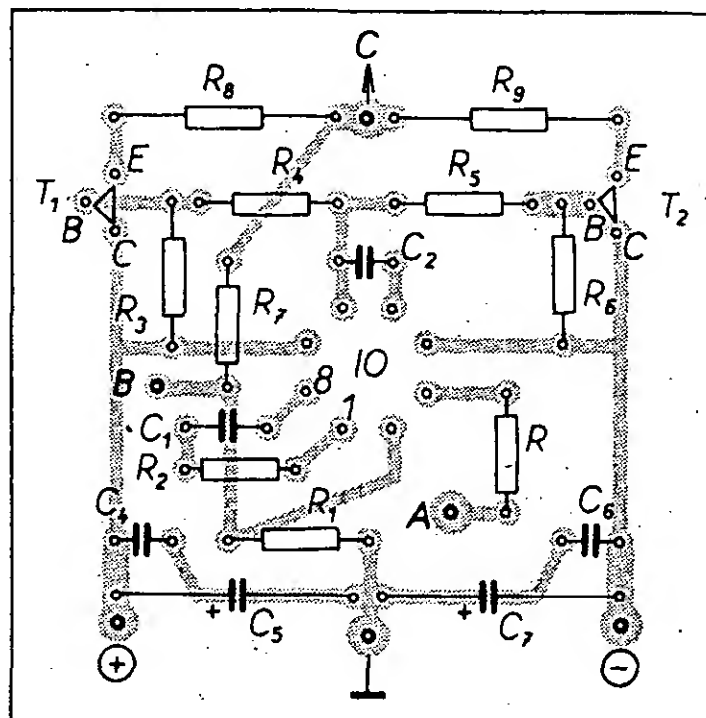 C
R₈ R₉
E E
R₄ R₅
T₁ T₂
B B
C C₂ C
R₃ R₇ R₆
B 8 IO
C₁ 1
R₂ R
C₄ R₁ A C₆
+ C₅ + C₇
+ −